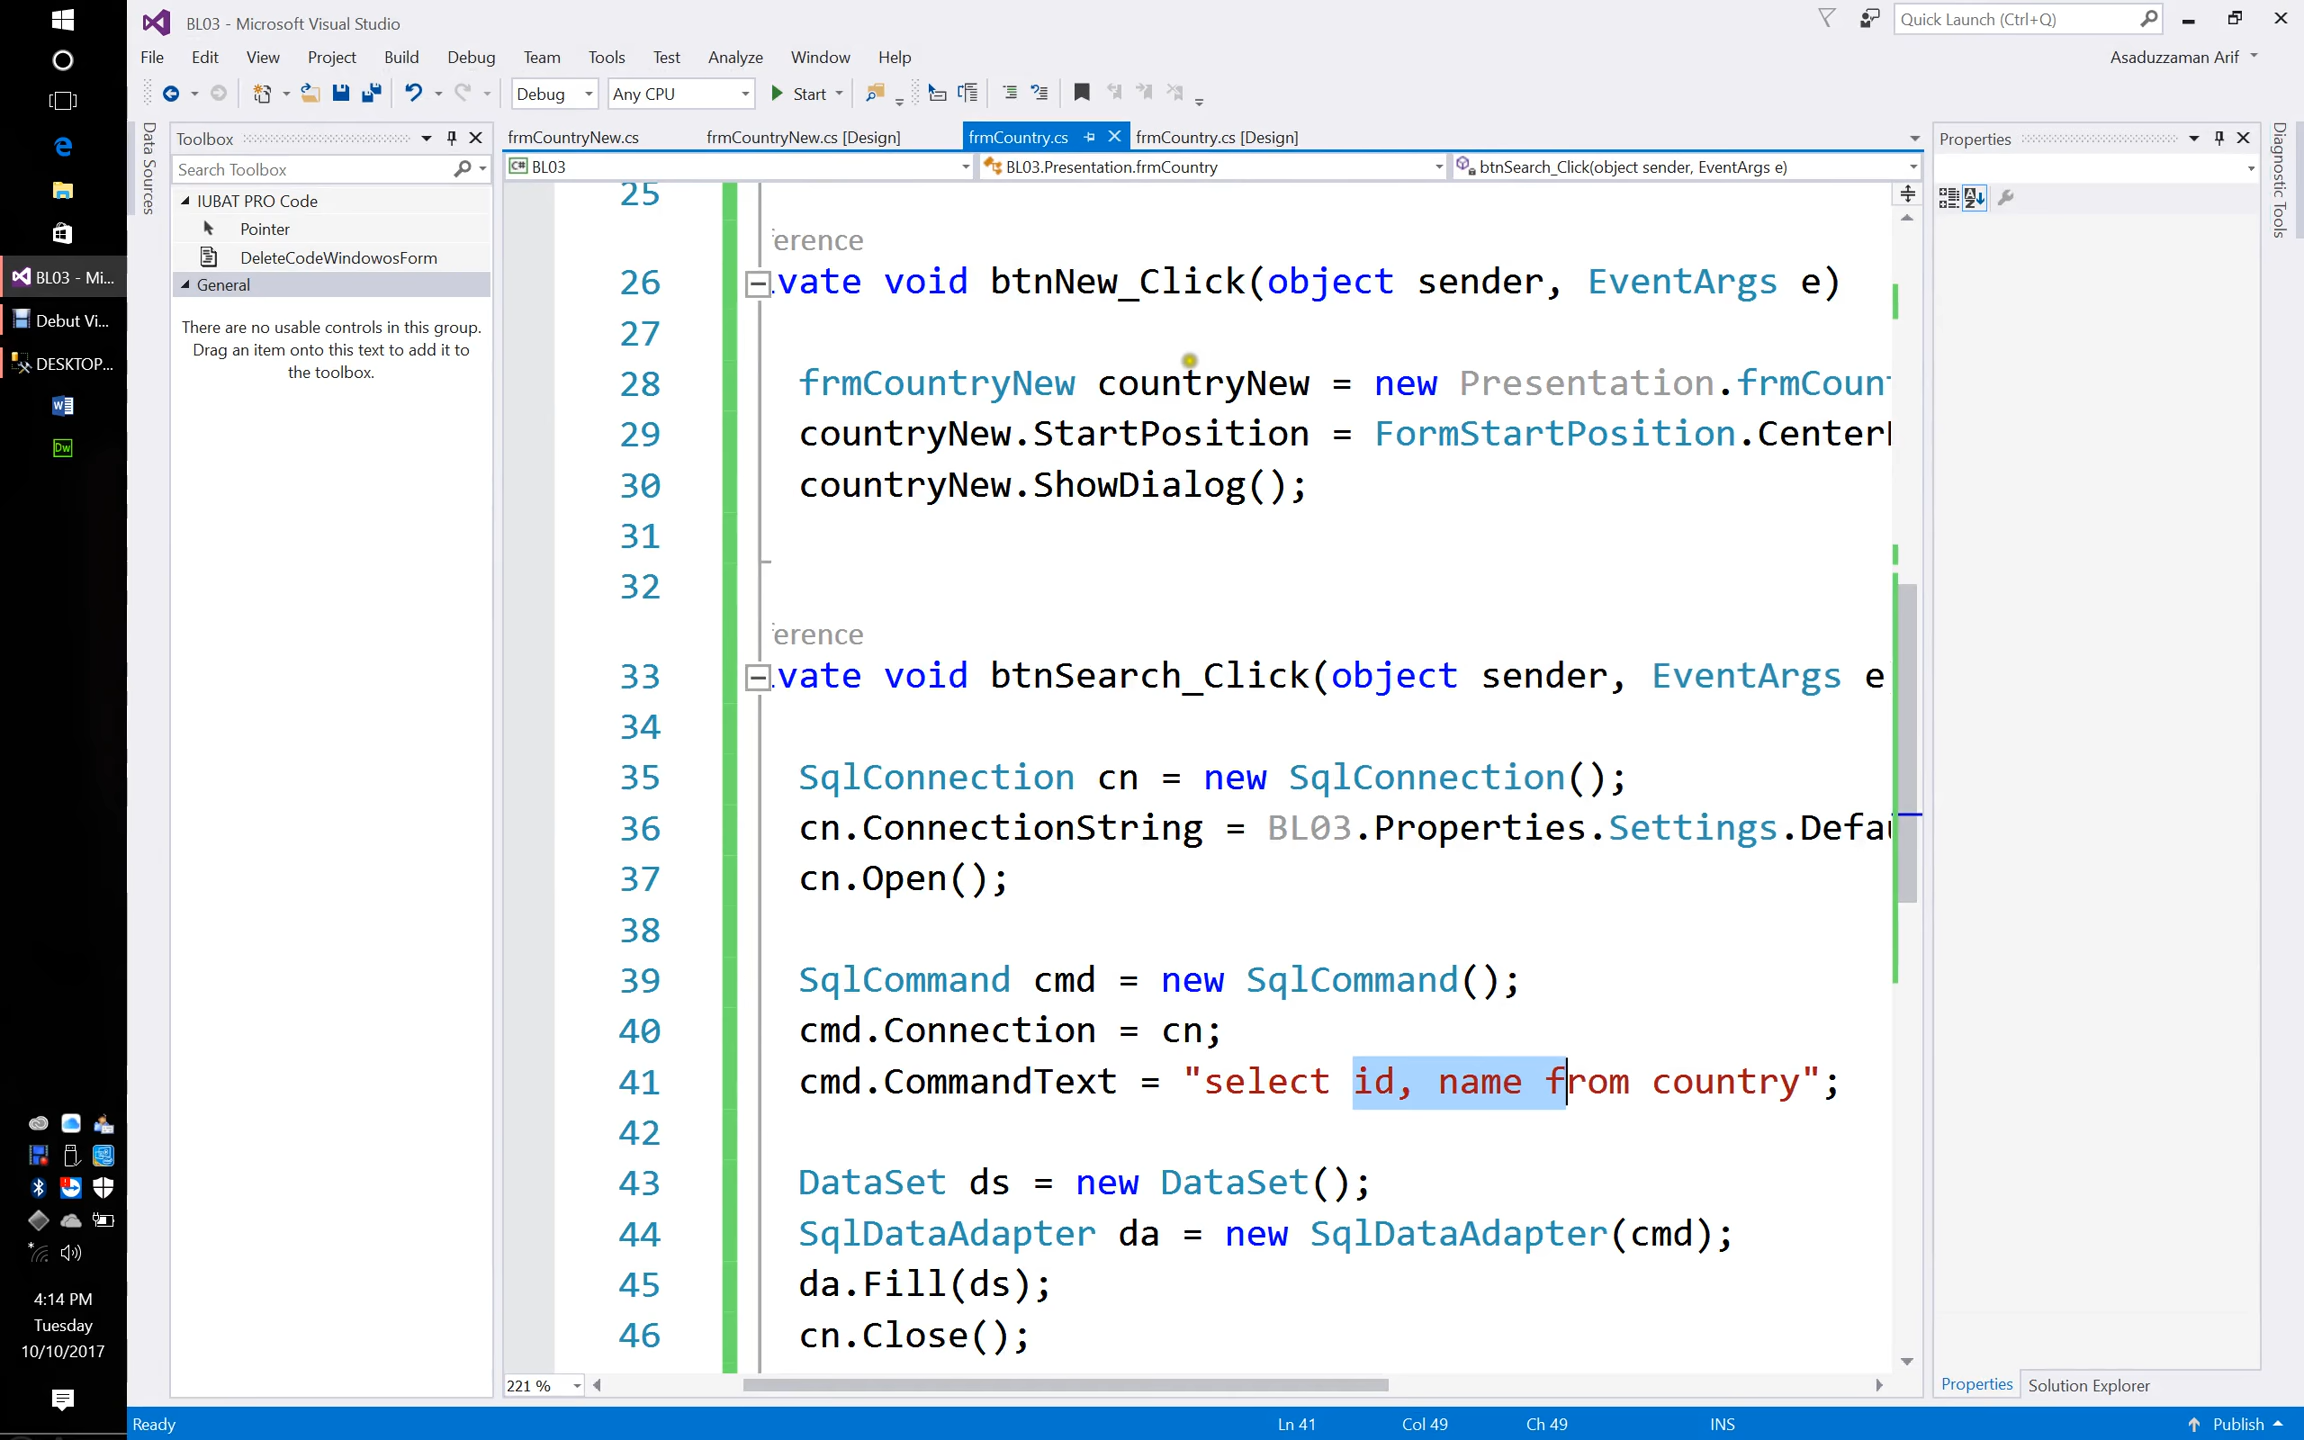 BL03 - Microsoft Visual Studio
Quick Launch (Ctrl+Q)
File Edit View Project Build Debug Team Tools Test Analyze Window Help
Asaduzzaman Arif
Debug Any CPU Start
Data Sources
Toolbox
Search Toolbox
IUBAT PRO Code
Pointer
DeleteCodeWindowosForm
General
There are no usable controls in this group.
Drag an item onto this text to add it to
the toolbox.
BL03 - Mi...
Debut Vi...
DESKTOP...
Dw
4:14 PM
Tuesday
10/10/2017
frmCountryNew.cs frmCountryNew.cs [Design] frmCountry.cs frmCountry.cs [Design]
C# BL03 BL03.Presentation.frmCountry btnSearch_Click(object sender, EventArgs e)
25
erence
26 vate void btnNew_Click(object sender, EventArgs e)
27
28 frmCountryNew countryNew = new Presentation.frmCount
29 countryNew.StartPosition = FormStartPosition.Center
30 countryNew.ShowDialog();
31
32
erence
33 vate void btnSearch_Click(object sender, EventArgs e
34
35 SqlConnection cn = new SqlConnection();
36 cn.ConnectionString = BL03.Properties.Settings.Defau
37 cn.Open();
38
39 SqlCommand cmd = new SqlCommand();
40 cmd.Connection = cn;
41 cmd.CommandText = "select id, name from country";
42
43 DataSet ds = new DataSet();
44 SqlDataAdapter da = new SqlDataAdapter(cmd);
45 da.Fill(ds);
46 cn.Close();
221 %
Properties
Diagnostic Tools
Properties Solution Explorer
Ready Ln 41 Col 49 Ch 49 INS Publish